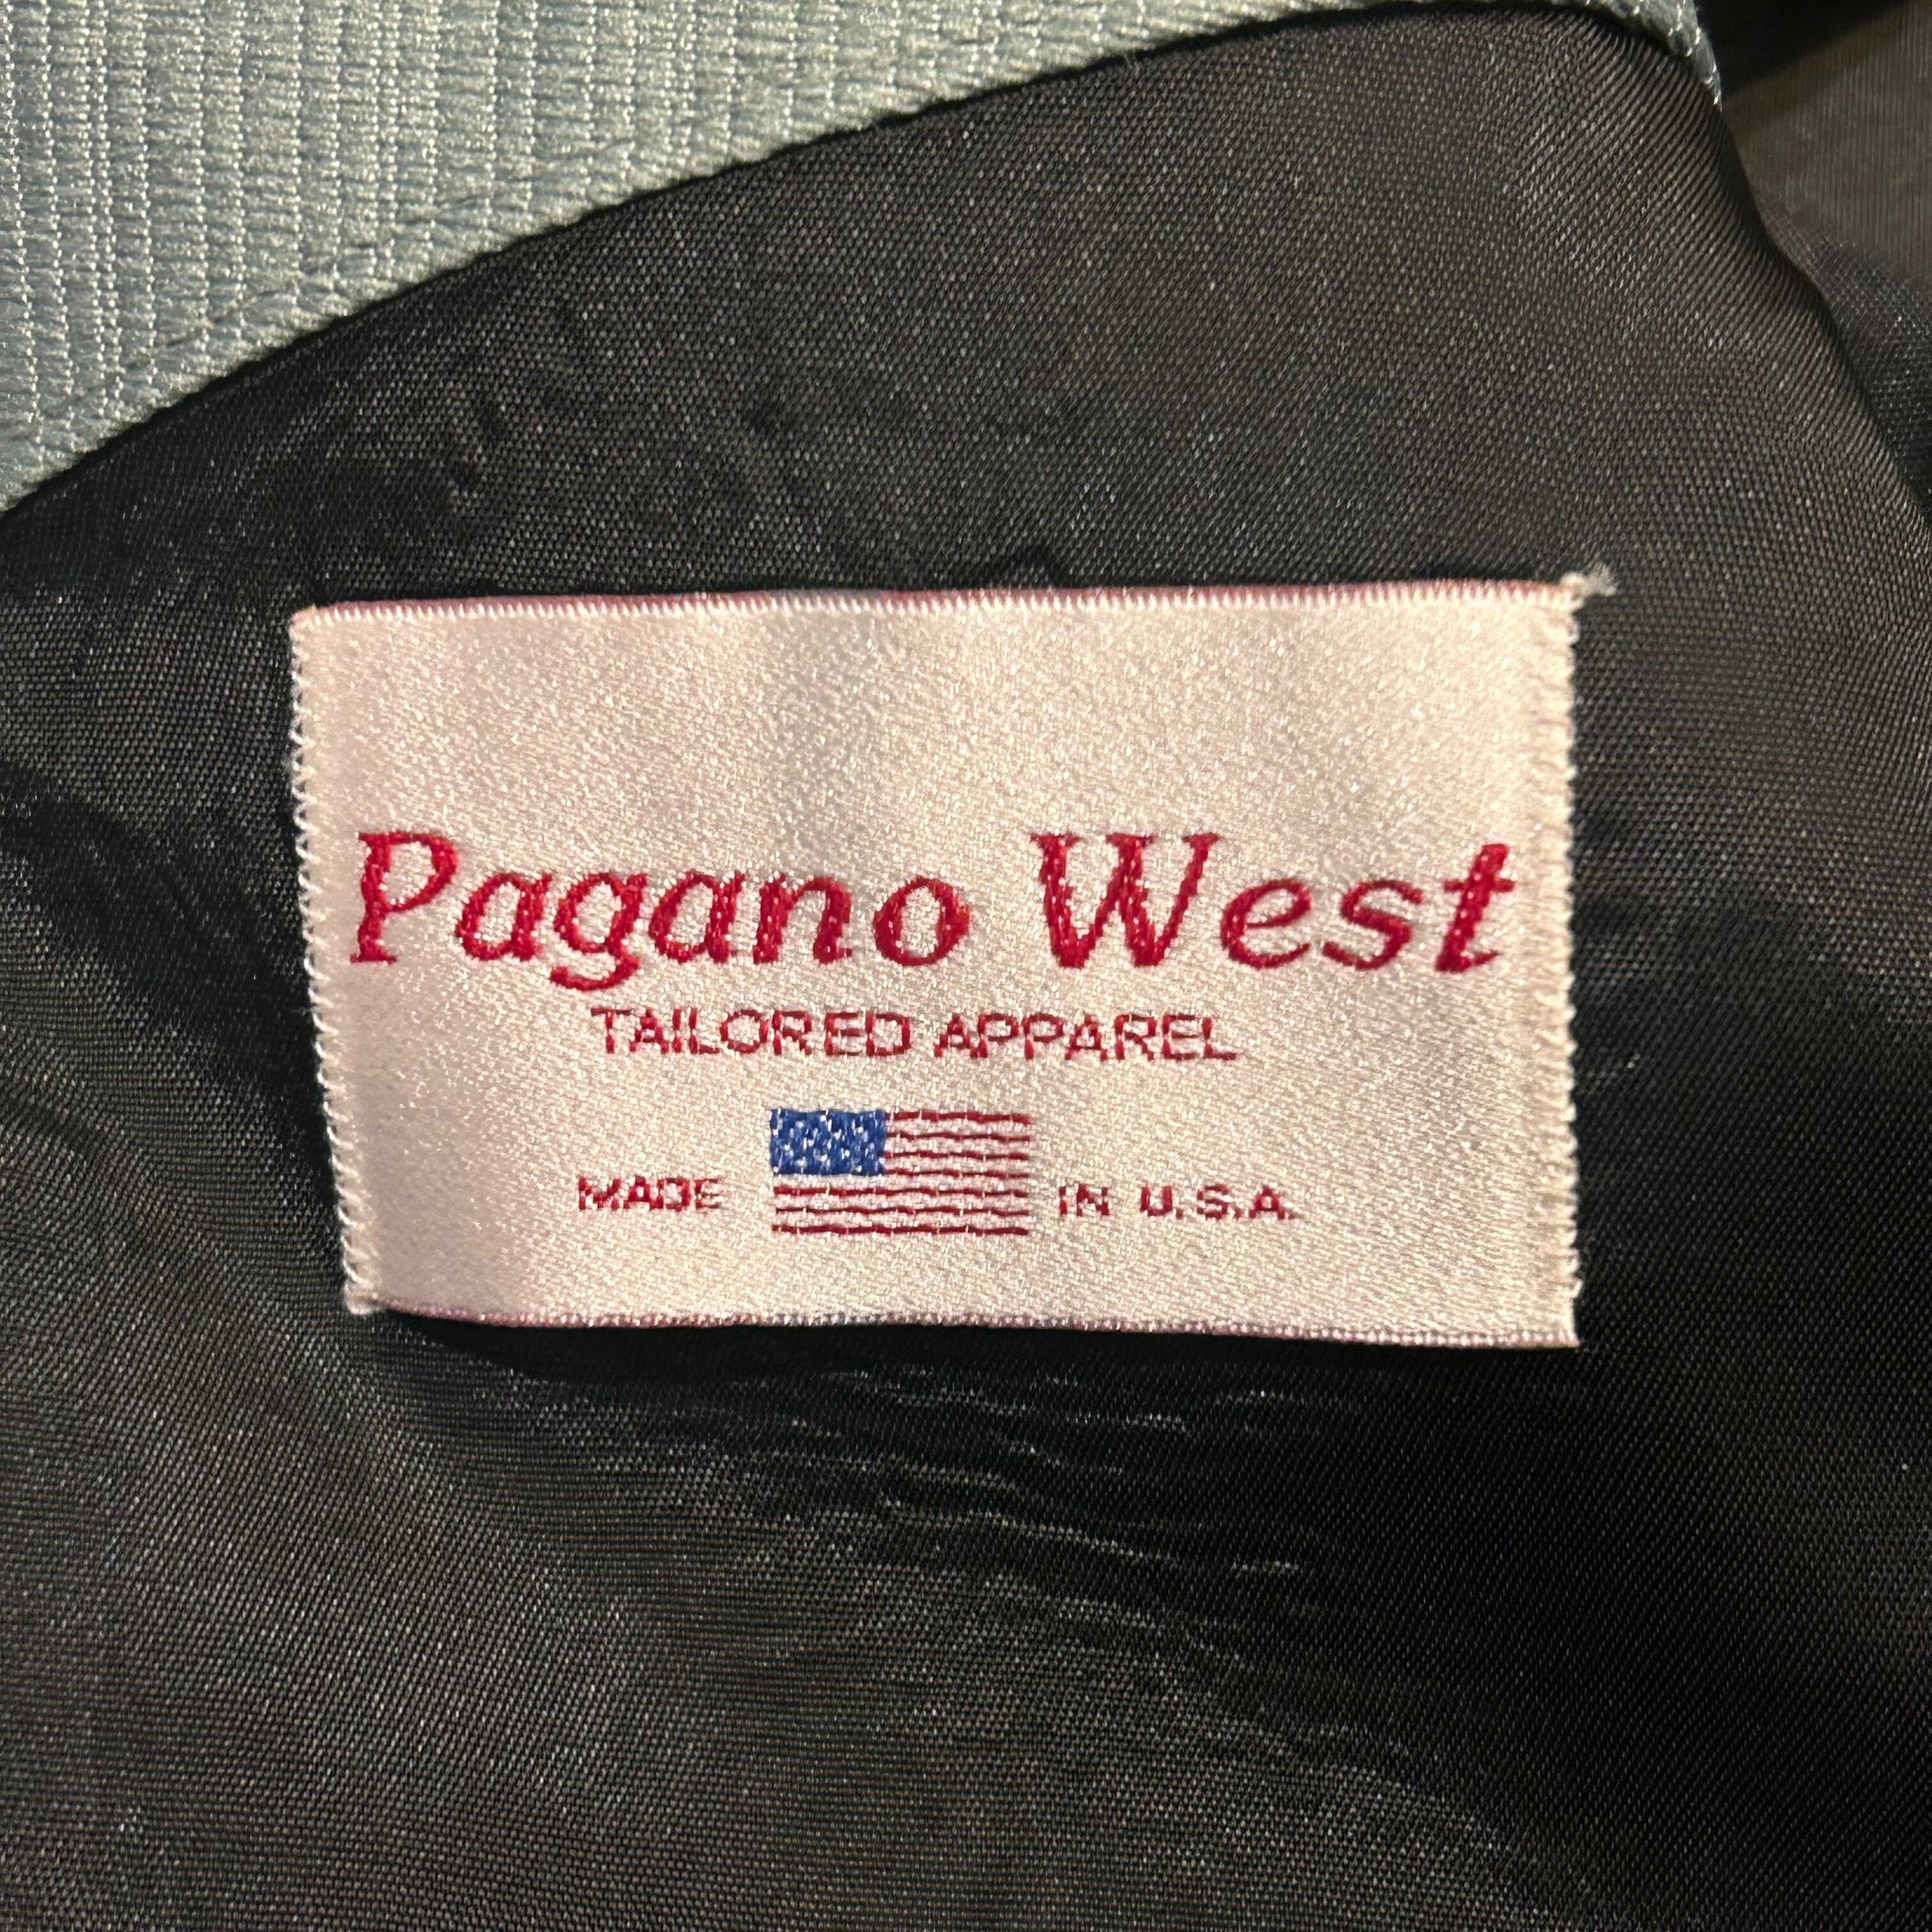 Pagano West
TAILORED APPAREL
MADE IN U.S.A.